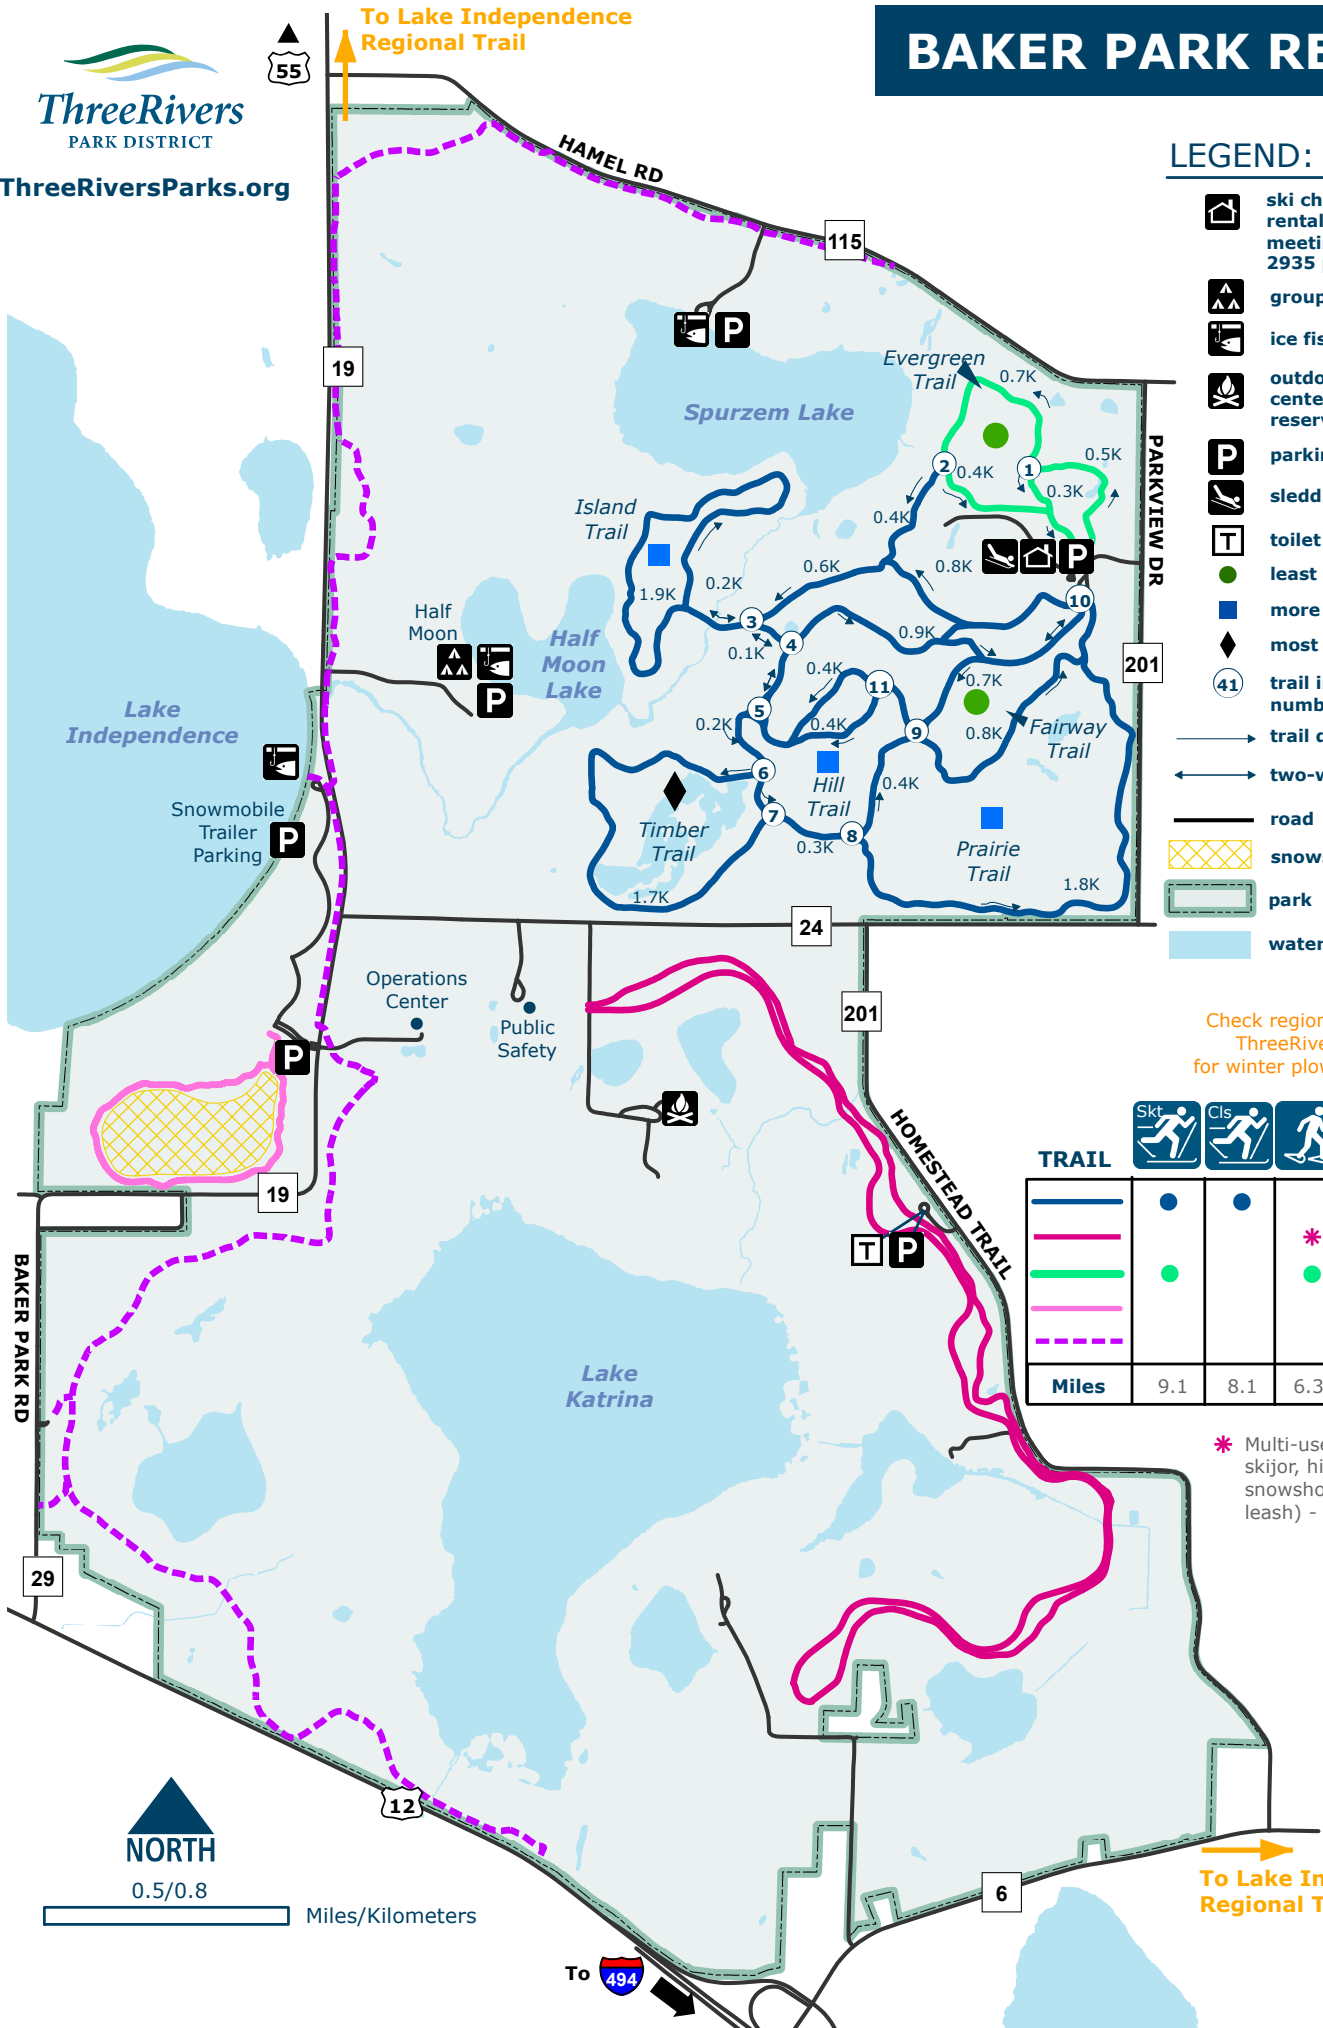 To Lake Independence
Regional Trail
55
ThreeRivers
PARK DISTRICT
ThreeRiversParks.org
BAKER PARK RE
HAMEL RD
115
19
LEGEND:
ski ch
rental
meeti
2935
group
ice fis
outdo
cente
reserv
parki
sledd
toilet
least
more
most
41
trail i
numb
trail d
two-w
road
snows
park
water
Evergreen
Trail
0.7K
Spurzem Lake
2
0.4K
1
0.5K
0.3K
PARKVIEW DR
Island
Trail
0.4K
0.6K
0.8K
P
1.9K
0.2K
10
3
0.1K
4
0.9K
201
Half
Moon
Half
Moon
Lake
P
0.4K
11
0.7K
5
0.2K
0.4K
9
0.8K
Fairway
Trail
6
Hill
Trail
0.4K
Timber
Trail
7
8
0.3K
Prairie
Trail
1.7K
1.8K
Lake
Independence
Snowmobile
Trailer
Parking
P
24
Operations
Center
Public
Safety
201
P
19
HOMESTEAD TRAIL
T
P
BAKER PARK RD
Lake
Katrina
29
12
6
Check region
ThreeRive
for winter plow
Skt
Cls
TRAIL
Miles
9.1
8.1
6.3
Multi-use
skijor, hi
snowsho
leash) -
NORTH
0.5/0.8
Miles/Kilometers
To
494
To Lake In
Regional T